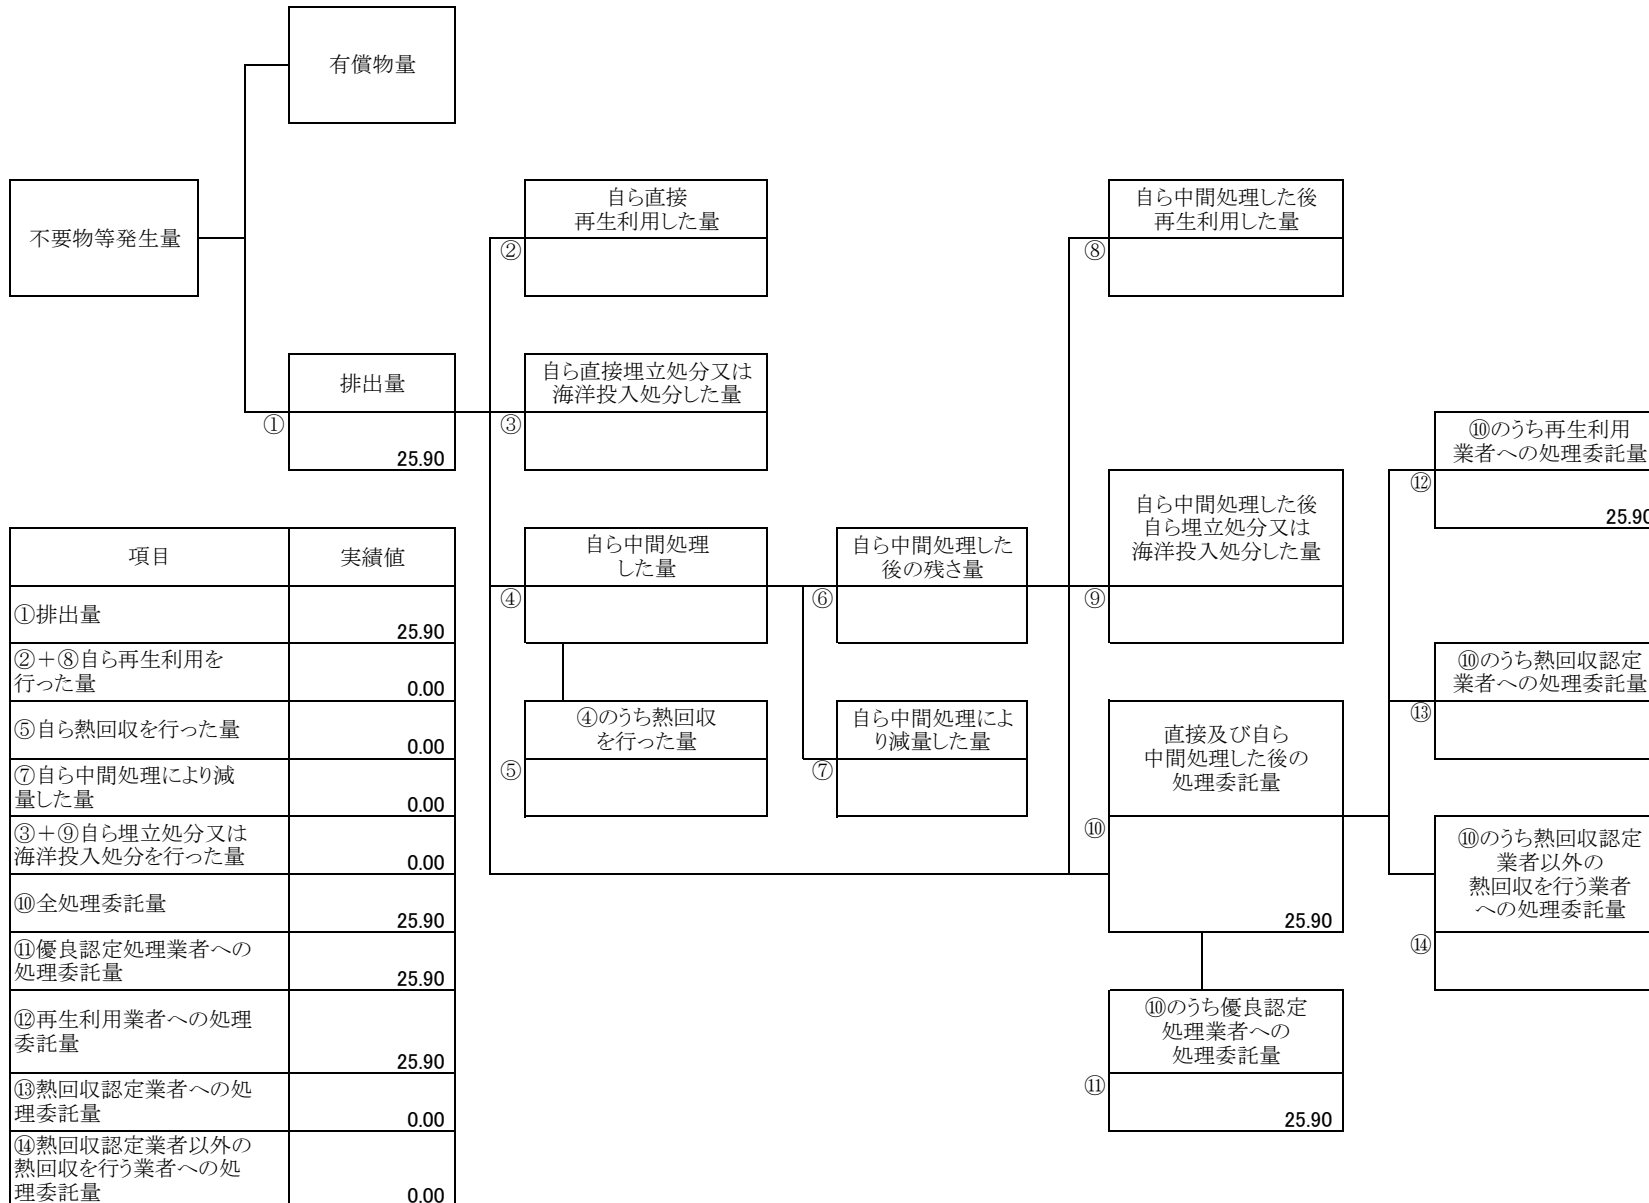 有償物量
不要物等発生量
自ら直接
再生利用した量
②
自ら中間処理した後
再生利用した量
⑧
排出量
①
25.90
自ら直接埋立処分又は
海洋投入処分した量
③
⑩のうち再生利用
業者への処理委託量
⑫
25.90
自ら中間処理した後
自ら埋立処分又は
海洋投入処分した量
⑨
自ら中間処理
した量
④
自ら中間処理した
後の残さ量
⑥
④のうち熱回収
を行った量
⑤
自ら中間処理によ
り減量した量
⑦
直接及び自ら
中間処理した後の
処理委託量
⑩
25.90
⑩のうち熱回収認定
業者への処理委託量
⑬
⑩のうち熱回収認定
業者以外の
熱回収を行う業者
への処理委託量
⑭
⑩のうち優良認定
処理業者への
処理委託量
⑪
25.90
項目 実績値
①排出量
25.90
②＋⑧自ら再生利用を
行った量 0.00
⑤自ら熱回収を行った量
0.00
⑦自ら中間処理により減
量した量 0.00
③＋⑨自ら埋立処分又は
海洋投入処分を行った量 0.00
⑩全処理委託量
25.90
⑪優良認定処理業者への
処理委託量 25.90
⑫再生利用業者への処理
委託量
25.90
⑬熱回収認定業者への処
理委託量 0.00
⑭熱回収認定業者以外の
熱回収を行う業者への処
理委託量 0.00